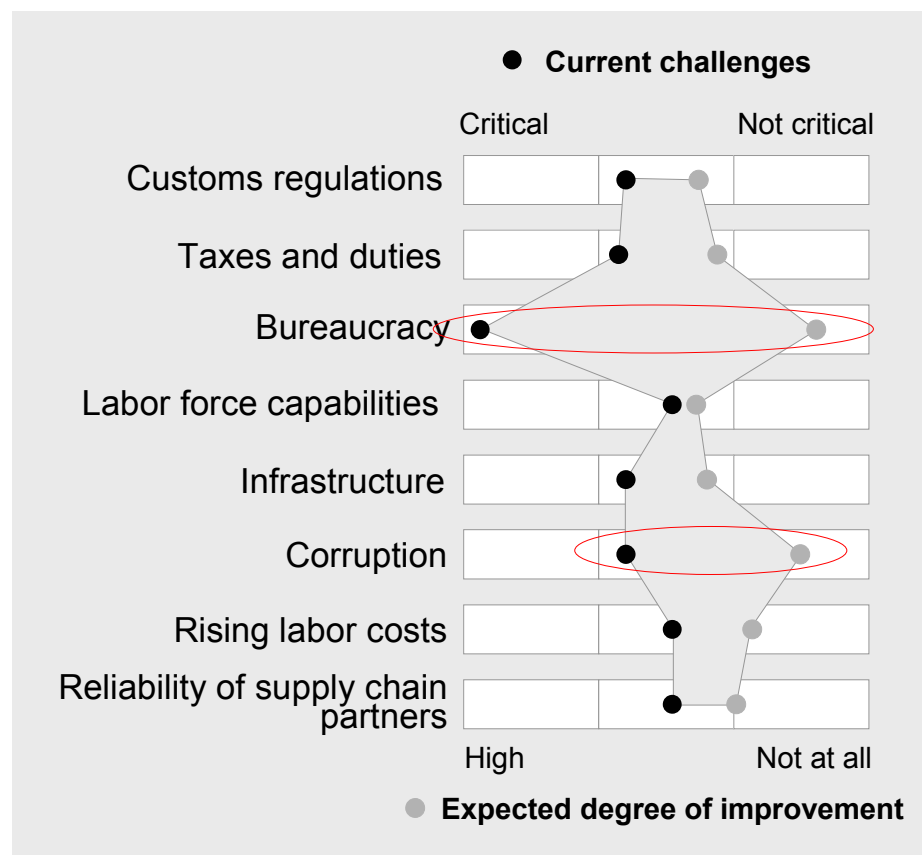 Current challenges
Critical Not critical
Customs regulations
Taxes and duties
Bureaucracy
Labor force capabilities
Infrastructure
Corruption
Rising labor costs
Reliability of supply chain
partners
High Not at all
Expected degree of improvement